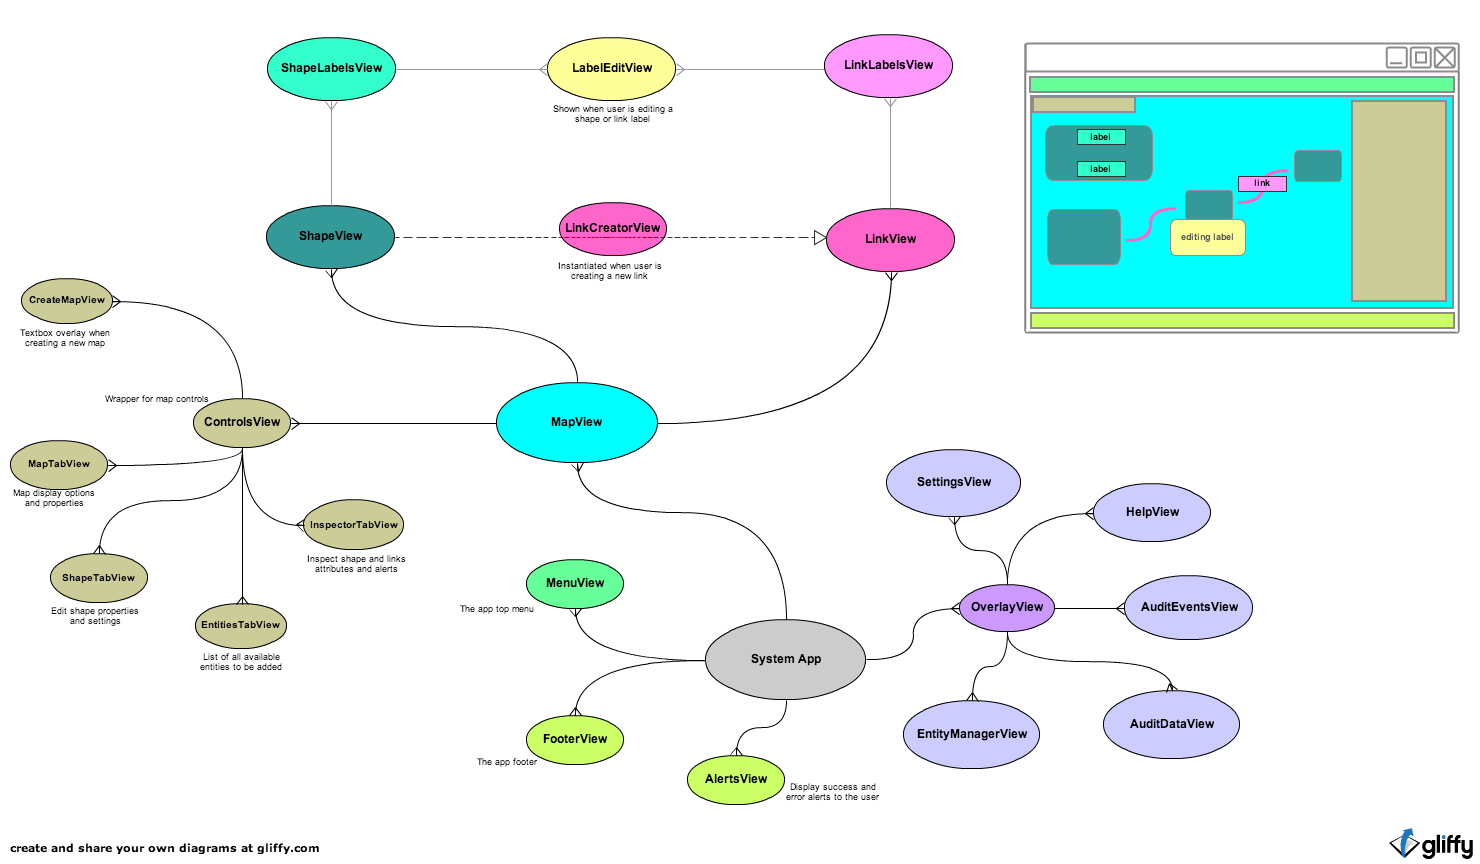 ShapeLabelsView
LabelEditView
LinkLabelsView
Shown when user is editing a
shape or link label
label
label
link
editing label
ShapeView
LinkCreatorView
LinkView
Instantiated when user is
creating a new link
CreateMapView
Textbox overlay when
creating a new map
Wrapper for map controls
ControlsView
MapView
MapTabView
Map display options
and properties
InspectorTabView
Inspect shape and links
attributes and alerts
ShapeTabView
Edit shape properties
and settings
EntitiesTabView
List of all available
entities to be added
SettingsView
HelpView
MenuView
The app top menu
OverlayView
AuditEventsView
System App
EntityManagerView
AuditDataView
FooterView
The app footer
AlertsView
Display success and
error alerts to the user
create and share your own diagrams at gliffy.com
gliffy